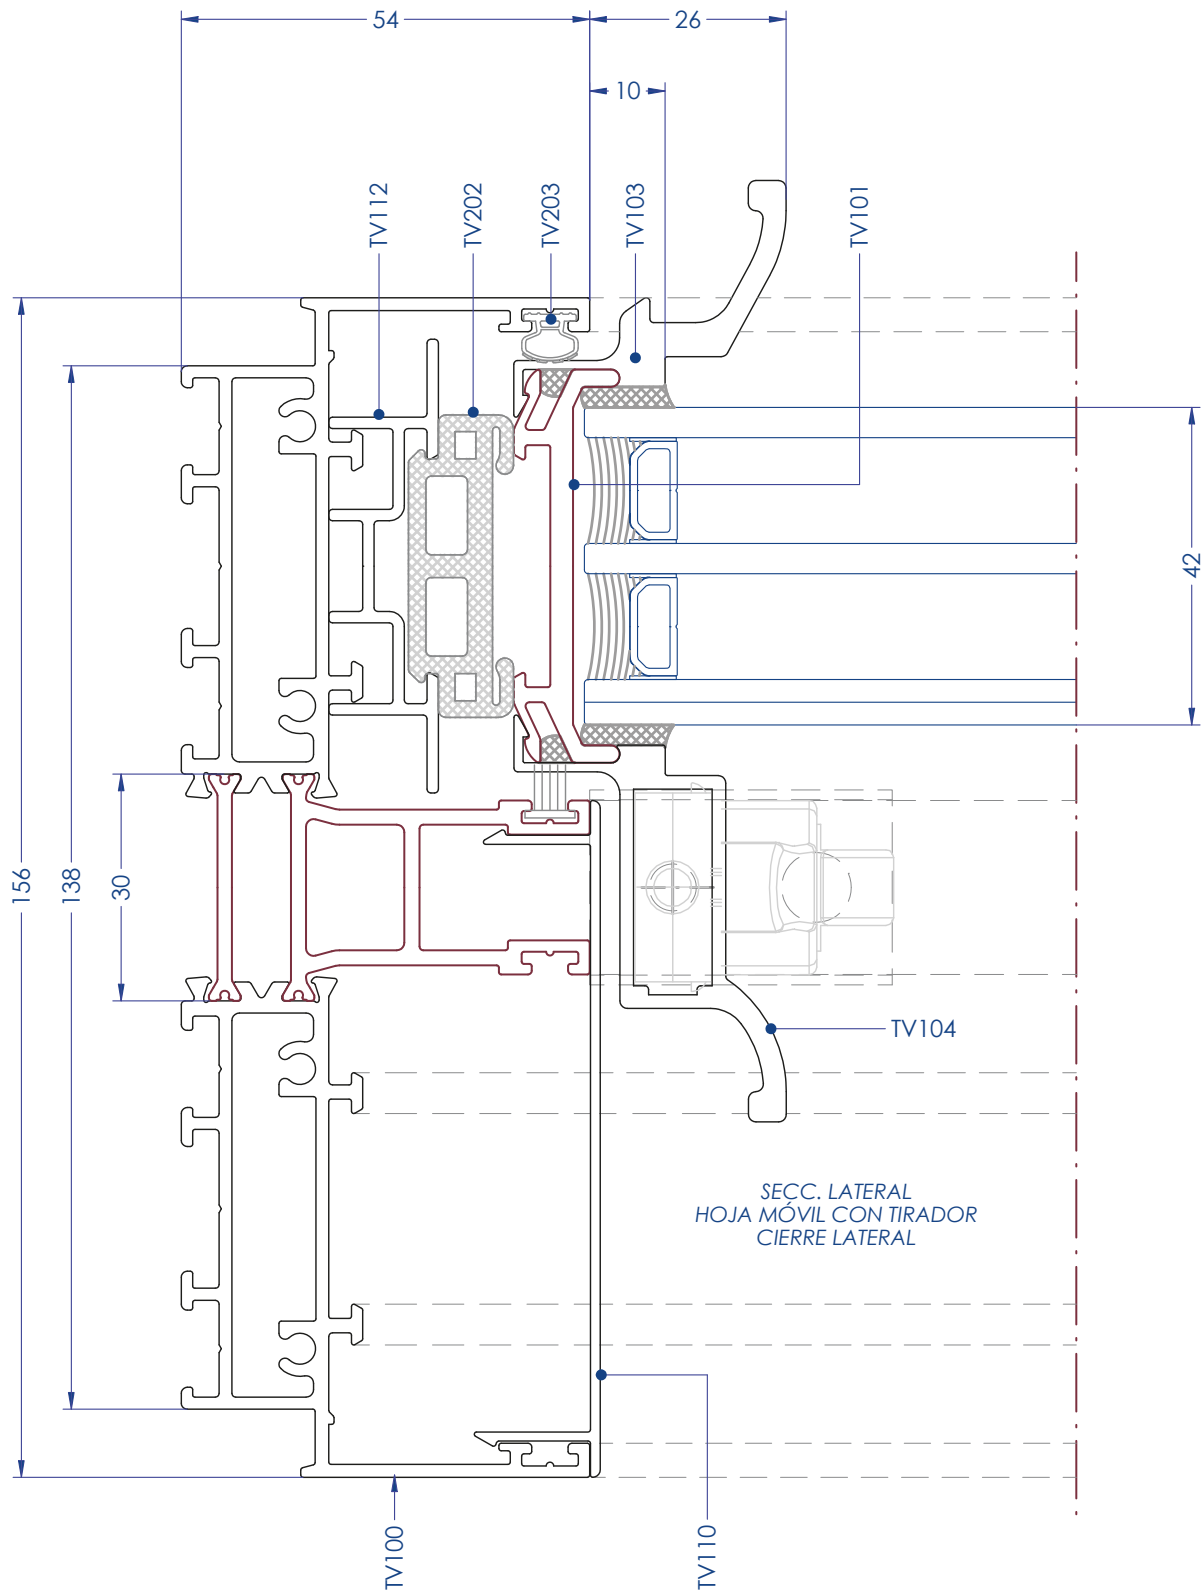 54
26
10
TV112
TV202
TV203
TV103
TV101
156
138
30
42
TV104
SECC. LATERAL
HOJA MÓVIL CON TIRADOR
CIERRE LATERAL
TV100
TV110